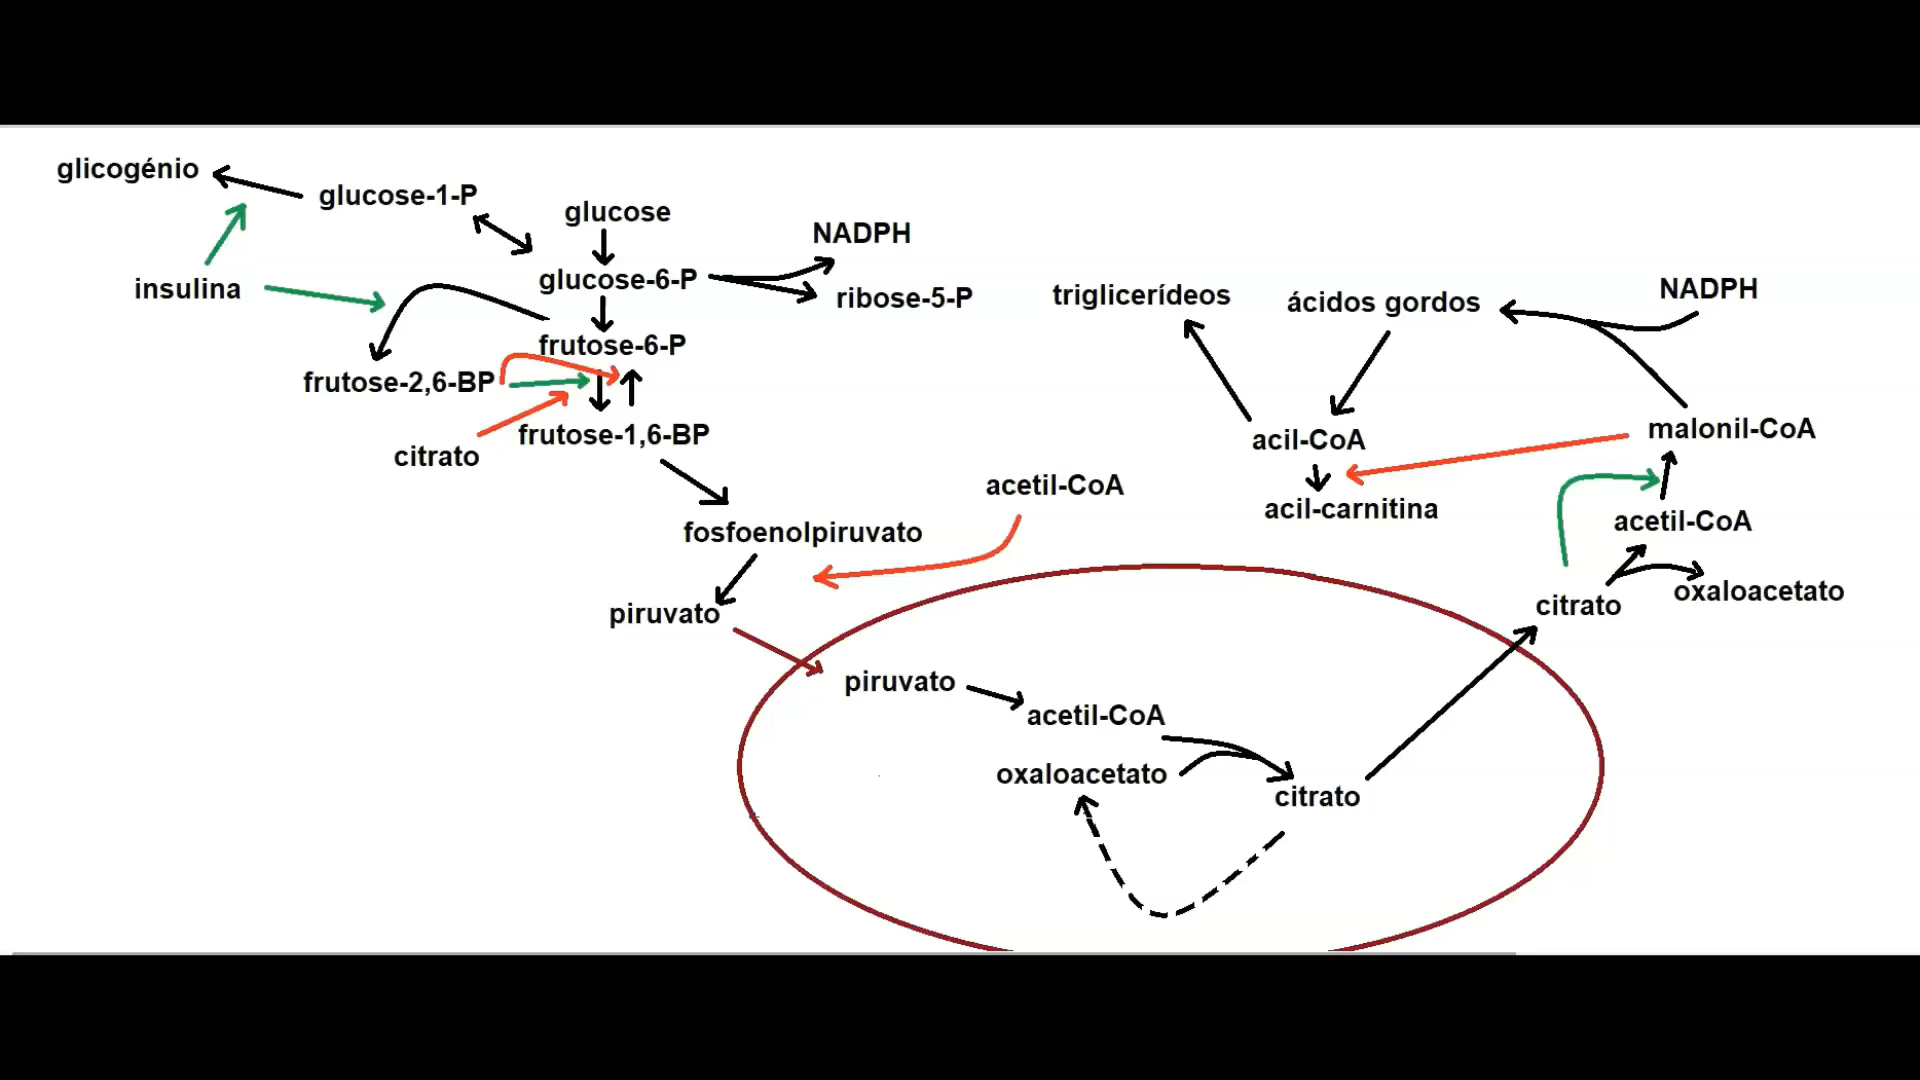 glicogénio
glucose-1-P
glucose
NADPH
insulina
glucose-6-P
ribose-5-P
triglicerídeos
ácidos gordos
NADPH
frutose-6-P
frutose-2,6-BP
citrato
frutose-1,6-BP
acil-CoA
malonil-CoA
acetil-CoA
acil-carnitina
acetil-CoA
fosfoenolpiruvato
piruvato
citrato
oxaloacetato
piruvato
acetil-CoA
oxaloacetato
citrato